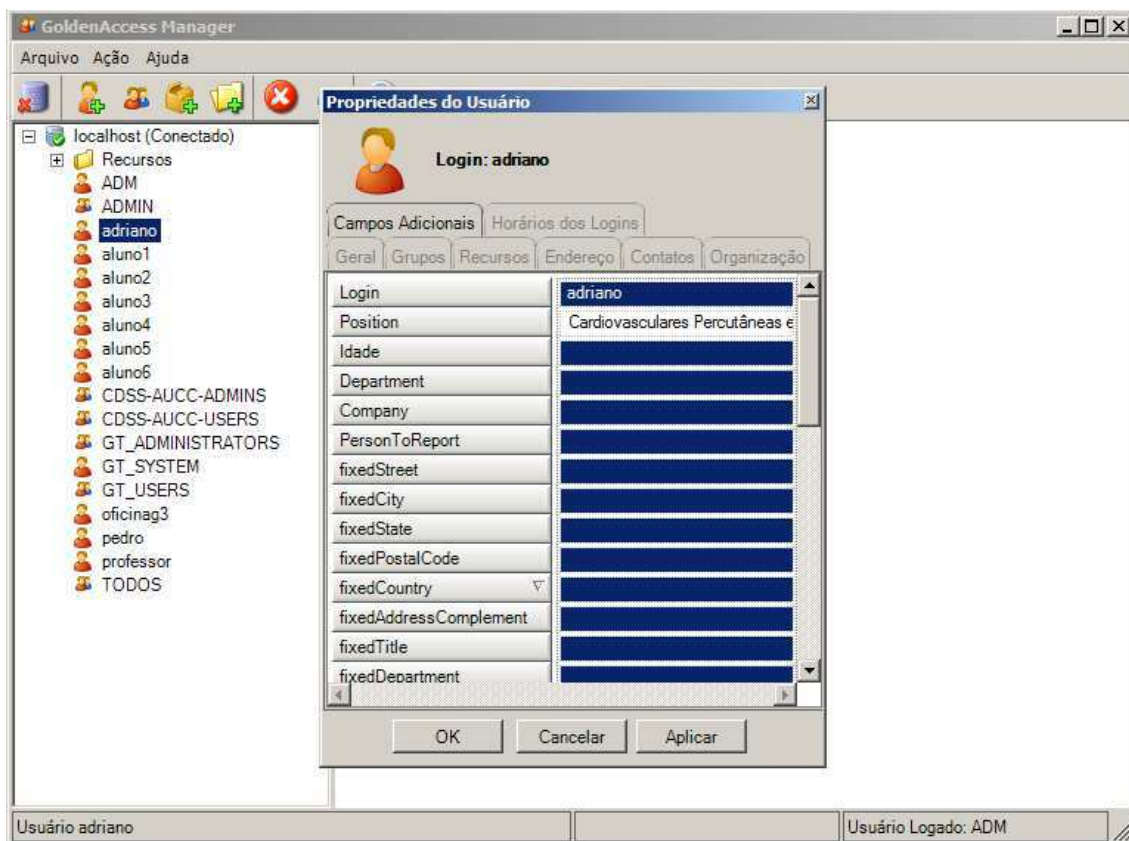 GoldenAccess Manager
Arquivo Ação Ajuda
localhost (Conectado)
Recursos
ADM
ADMIN
adriano
aluno1
aluno2
aluno3
aluno4
aluno5
aluno6
CDSS-AUCC-ADMINS
CDSS-AUCC-USERS
GT_ADMINISTRATORS
GT_SYSTEM
GT_USERS
oficinag3
pedro
professor
TODOS
Propriedades do Usuário
Login: adriano
Campos Adicionais Horários dos Logins
Geral Grupos Recursos Endereço Contatos Organização
Login adriano
Position Cardiovasculares Percutâneas e
Idade
Department
Company
PersonToReport
fixedStreet
fixedCity
fixedState
fixedPostalCode
fixedCountry
fixedAddressComplement
fixedTitle
fixedDepartment
OK Cancelar Aplicar
Usuário adriano Usuário Logado: ADM